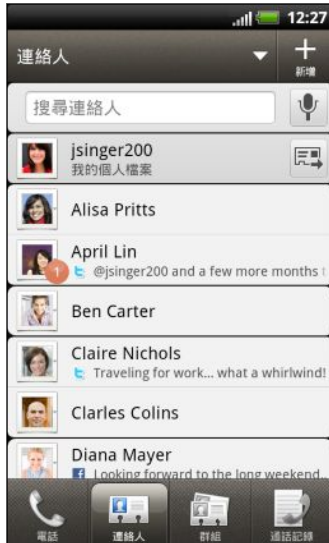 12:27
連絡人
新增
搜尋連絡人
jsinger200
我的個人檔案
Alisa Pritts
April Lin
1
@jsinger200 and a few more months
Ben Carter
Claire Nichols
Traveling for work... what a whirlwind!
Clarles Colins
Diana Mayer
Looking forward to the long weekend
電話
連絡人
群組
通話記錄